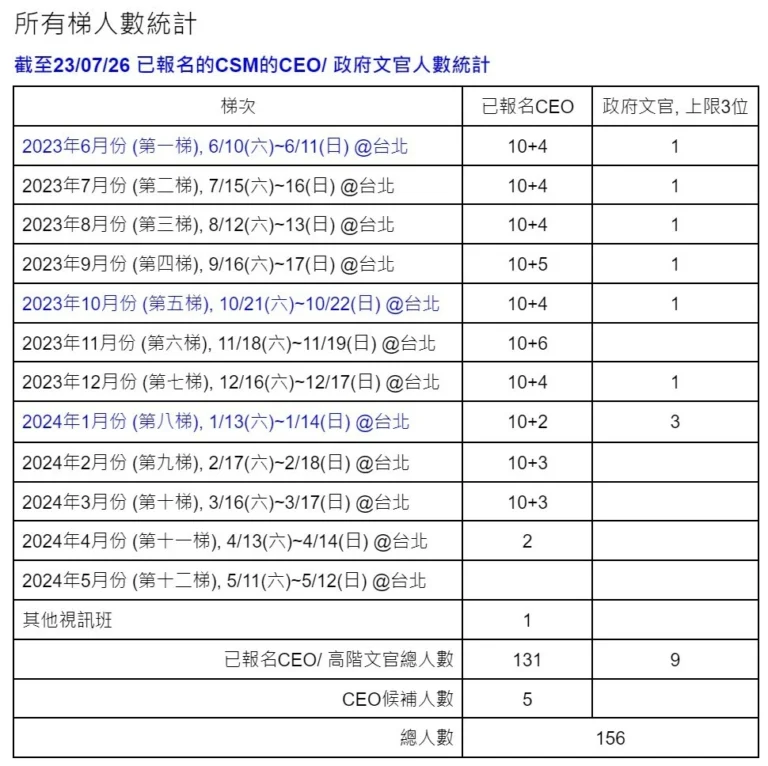 所有梯人數統計
截至23/07/26 已報名的CSM的CEO/ 政府文官人數統計
梯次 已報名CEO 政府文官, 上限3位
2023年6月份 (第一梯), 6/10(六)~6/11(日) @台北 10+4 1
2023年7月份 (第二梯), 7/15(六)~16(日) @台北 10+4 1
2023年8月份 (第三梯), 8/12(六)~13(日) @台北 10+4 1
2023年9月份 (第四梯), 9/16(六)~17(日) @台北 10+5 1
2023年10月份 (第五梯), 10/21(六)~10/22(日) @台北 10+4 1
2023年11月份 (第六梯), 11/18(六)~11/19(日) @台北 10+6
2023年12月份 (第七梯), 12/16(六)~12/17(日) @台北 10+4 1
2024年1月份 (第八梯), 1/13(六)~1/14(日) @台北 10+2 3
2024年2月份 (第九梯), 2/17(六)~2/18(日) @台北 10+3
2024年3月份 (第十梯), 3/16(六)~3/17(日) @台北 10+3
2024年4月份 (第十一梯), 4/13(六)~4/14(日) @台北 2
2024年5月份 (第十二梯), 5/11(六)~5/12(日) @台北
其他視訊班 1
已報名CEO/ 高階文官總人數 131 9
CEO候補人數 5
總人數 156